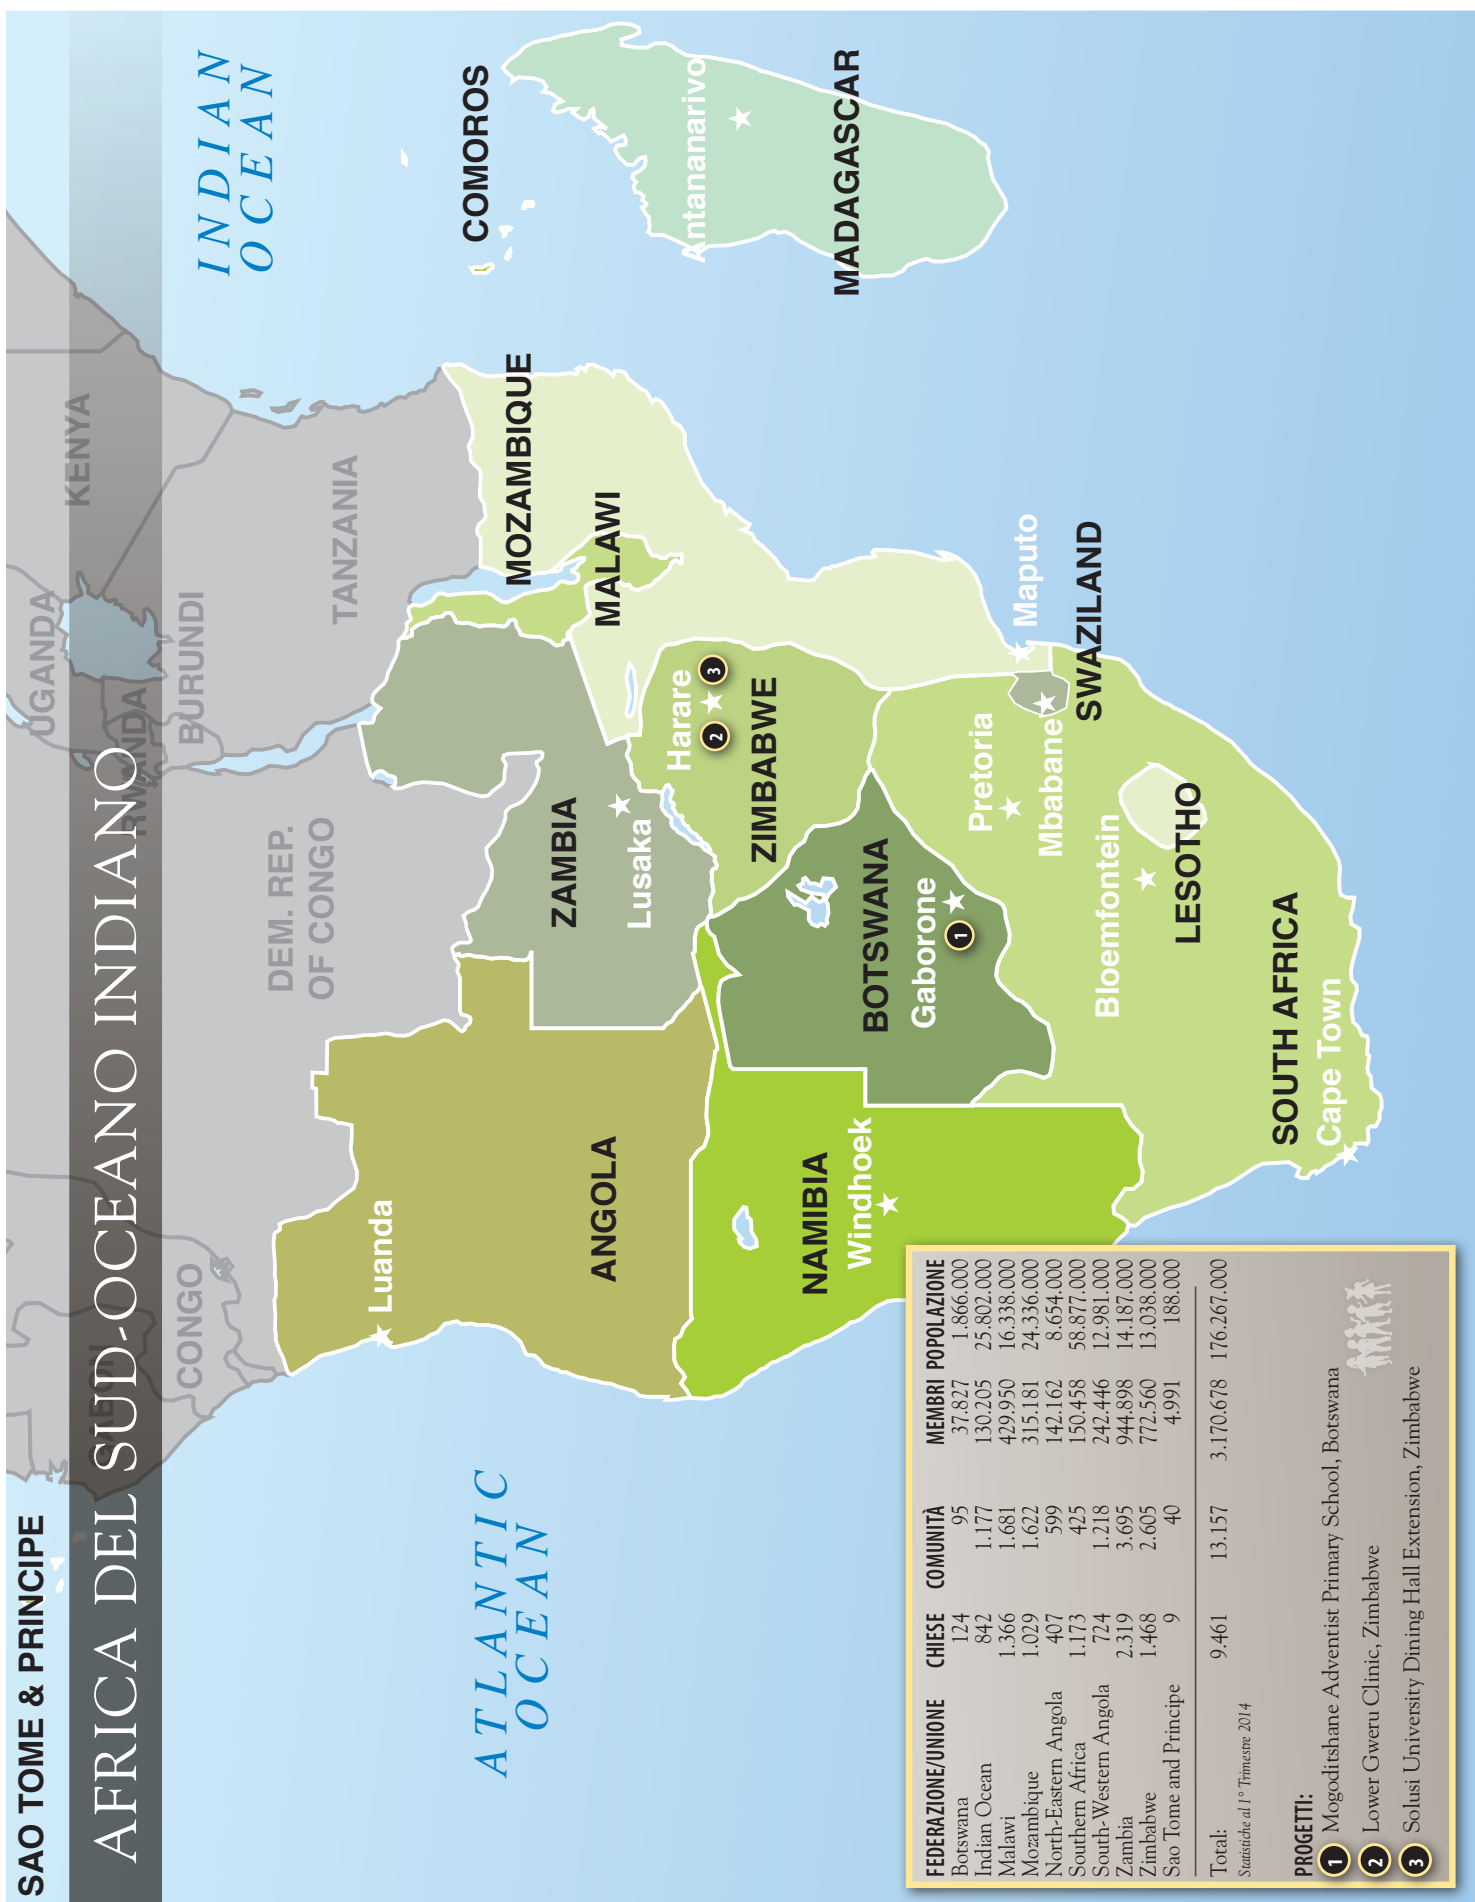 SAO TOME & PRINCIPE
AFRICA DEL SUD-OCEANO INDIANO
UGANDA
KENYA
RWANDA
BURUNDI
TANZANIA
GABON
CONGO
DEM. REP.
OF CONGO
INDIAN
OCEAN
COMOROS
Antananarivo
MADAGASCAR
MOZAMBIQUE
MALAWI
ZAMBIA
Lusaka
Luanda
ANGOLA
Harare
2
3
ZIMBABWE
BOTSWANA
Gaborone
1
NAMIBIA
Windhoek
Maputo
SWAZILAND
Pretoria
Mbabane
Bloemfontein
LESOTHO
SOUTH AFRICA
Cape Town
ATLANTIC
OCEAN
FEDERAZIONE/UNIONE CHIESE COMUNITÀ MEMBRI POPOLAZIONE
Botswana 124 95 37.827 1.866.000
Indian Ocean 842 1.177 130.205 25.802.000
Malawi 1.366 1.681 429.950 16.338.000
Mozambique 1.029 1.622 315.181 24.336.000
North-Eastern Angola 407 599 142.162 8.654.000
Southern Africa 1.173 425 150.458 58.877.000
South-Western Angola 724 1.218 242.446 12.981.000
Zambia 2.319 3.695 944.898 14.187.000
Zimbabwe 1.468 2.605 772.560 13.038.000
Sao Tome and Principe 9 40 4.991 188.000
Total: 9.461 13.157 3.170.678 176.267.000
Statistiche al 1° Trimestre 2014
PROGETTI:
1 Mogoditshane Adventist Primary School, Botswana
2 Lower Gweru Clinic, Zimbabwe
3 Solusi University Dining Hall Extension, Zimbabwe